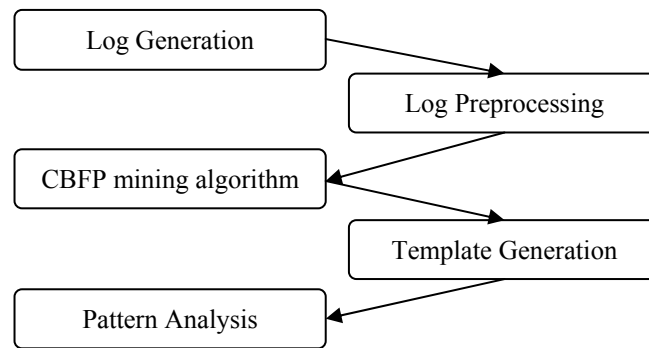 Log Generation
Log Preprocessing
CBFP mining algorithm
Template Generation
Pattern Analysis